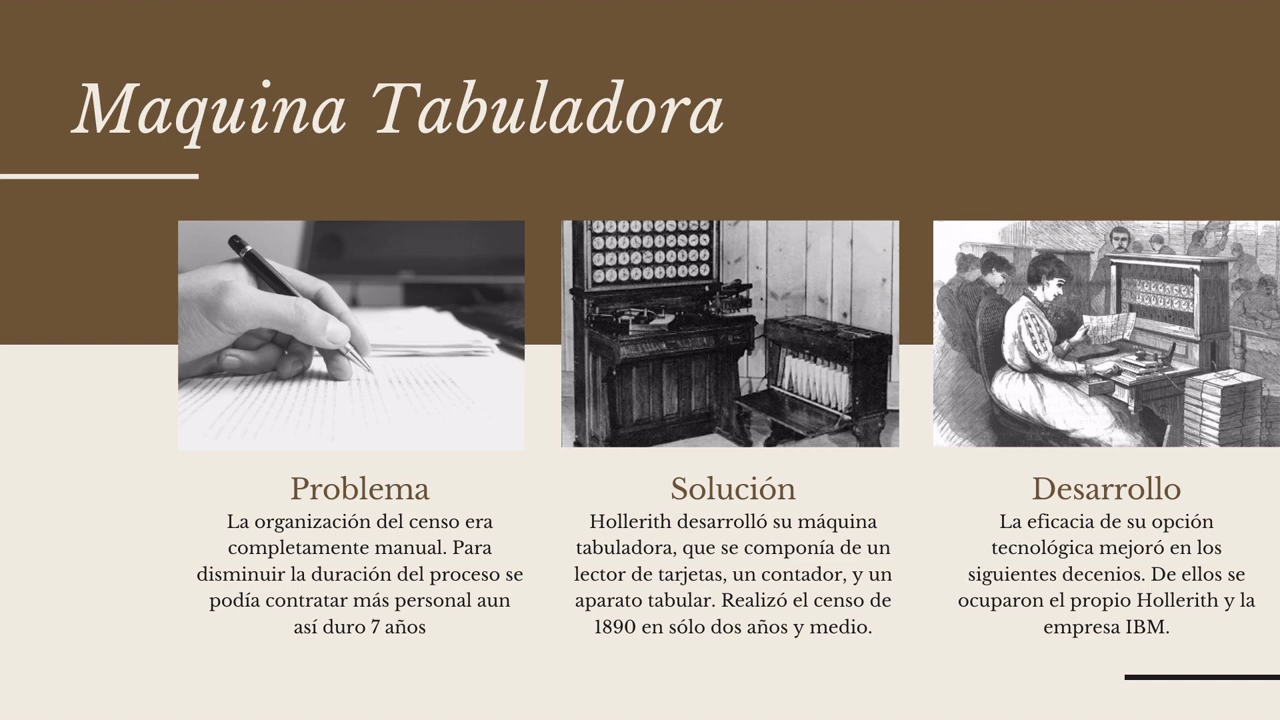 Maquina Tabuladora
Problema
La organización del censo era
completamente manual. Para
disminuir la duración del proceso se
podía contratar más personal aun
así duro 7 años
Solución
Hollerith desarrolló su máquina
tabuladora, que se componía de un
lector de tarjetas, un contador, y un
aparato tabular. Realizó el censo de
1890 en sólo dos años y medio.
Desarrollo
La eficacia de su opción
tecnológica mejoró en los
siguientes decenios. De ellos se
ocuparon el propio Hollerith y la
empresa IBM.